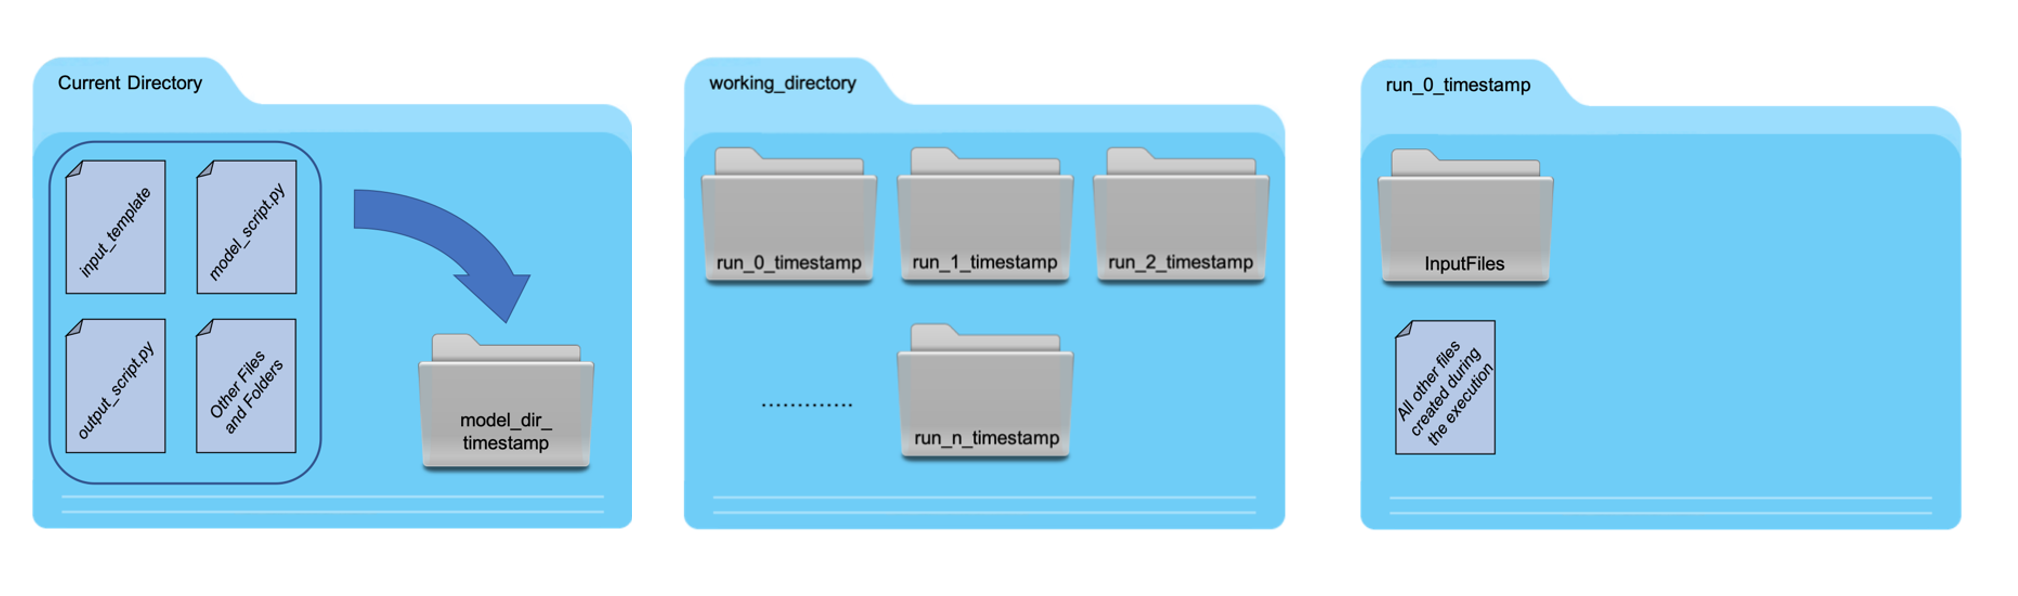 Current Directory
input_template
model_script.py
output_script.py
Other Files
and Folders
model_dir_
timestamp
working_directory
run_0_timestamp
run_1_timestamp
run_2_timestamp
.............
run_n_timestamp
run_0_timestamp
InputFiles
All other files
created during
the execution